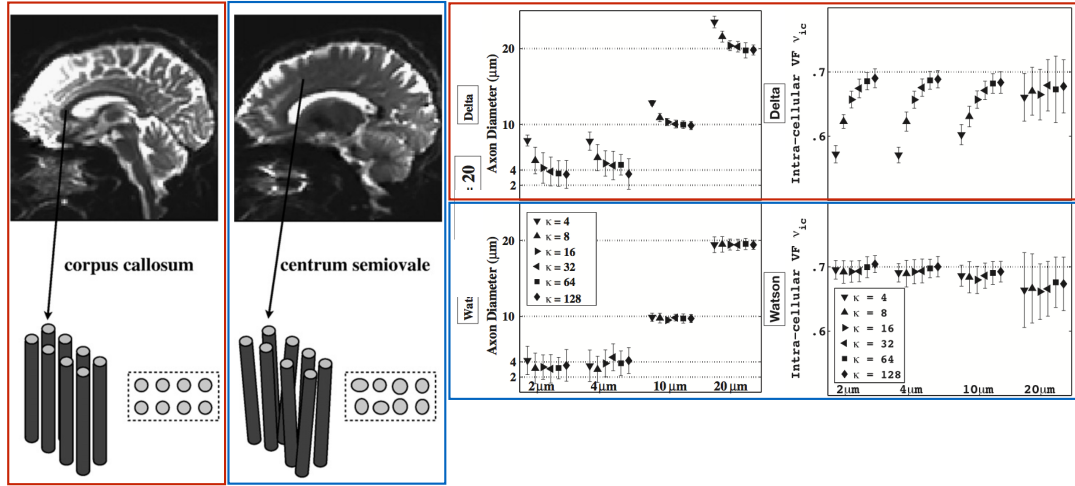 corpus callosum
centrum semiovale
: 20
Delta
Axon Diameter (μm)
20
10
4
2
Delta
Intra-cellular VF ν_ic
.7
.6
Wat:
Axon Diameter (μm)
20
10
4
2
κ = 4
κ = 8
κ = 16
κ = 32
κ = 64
κ = 128
2μm 4μm 10μm 20μm
Watson
Intra-cellular VF ν_ic
.7
.6
κ = 4
κ = 8
κ = 16
κ = 32
κ = 64
κ = 128
2μm 4μm 10μm 20μm